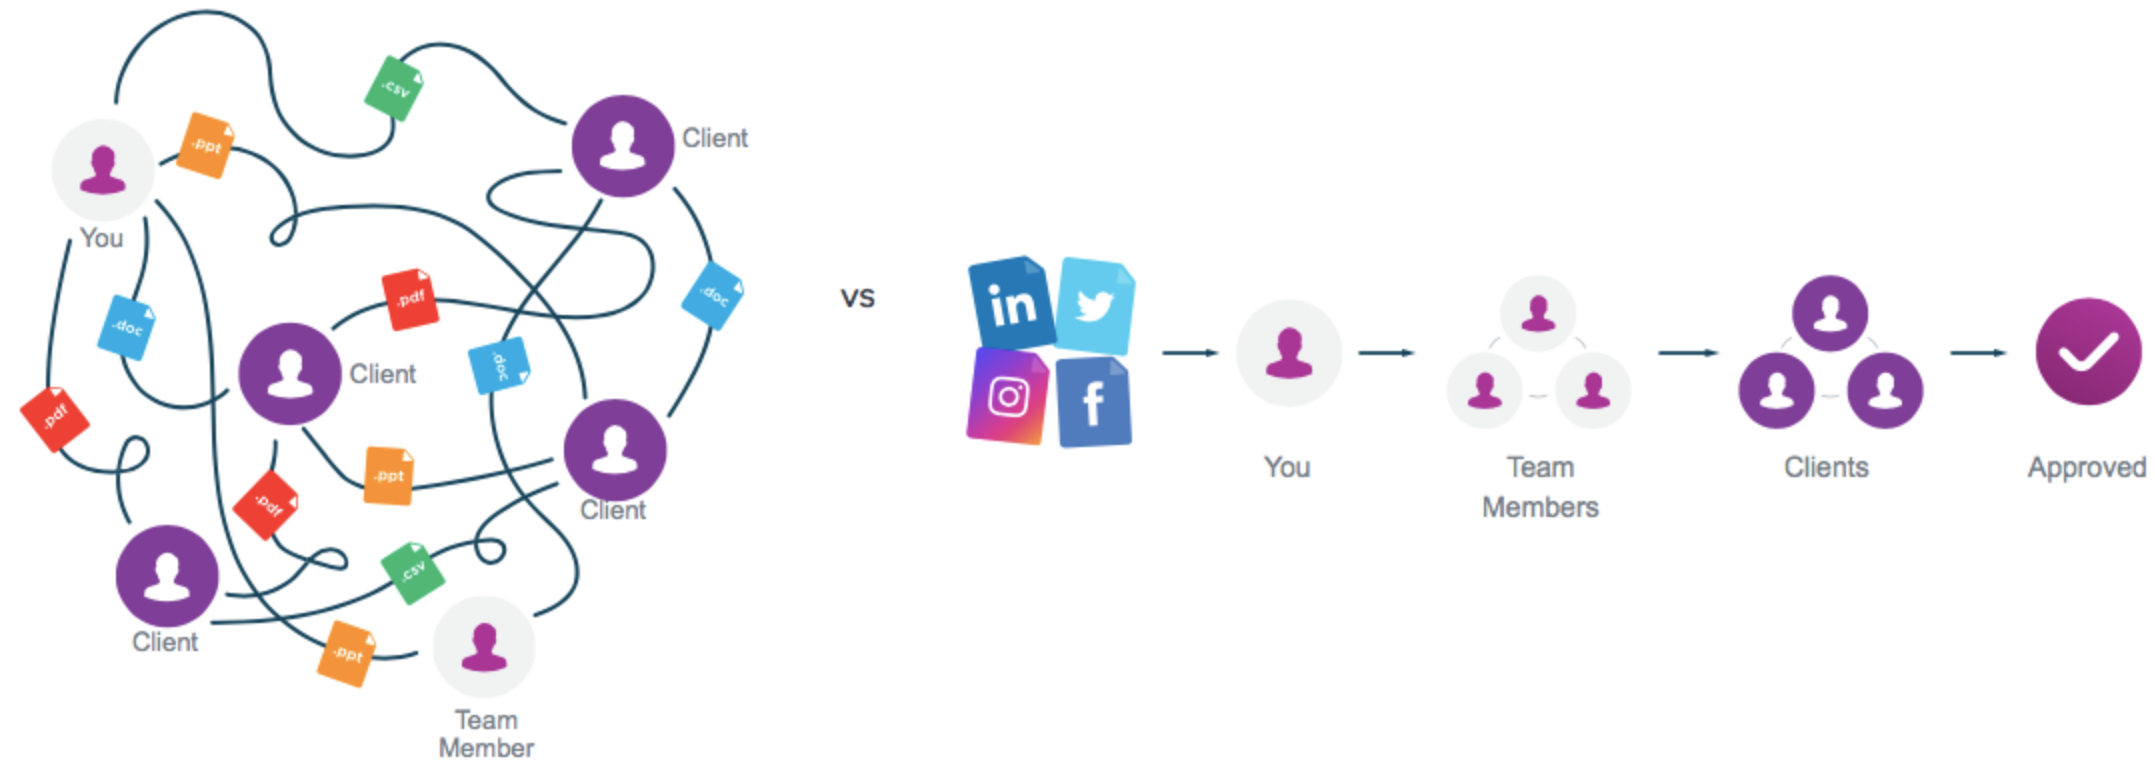 .csv
Client
.ppt
You
.pdf
.doc
.doc
Client
.doc
.pdf
.ppt
Client
.pdf
.csv
Client
.ppt
Team
Member
vs
in
f
You
Team
Members
Clients
Approved